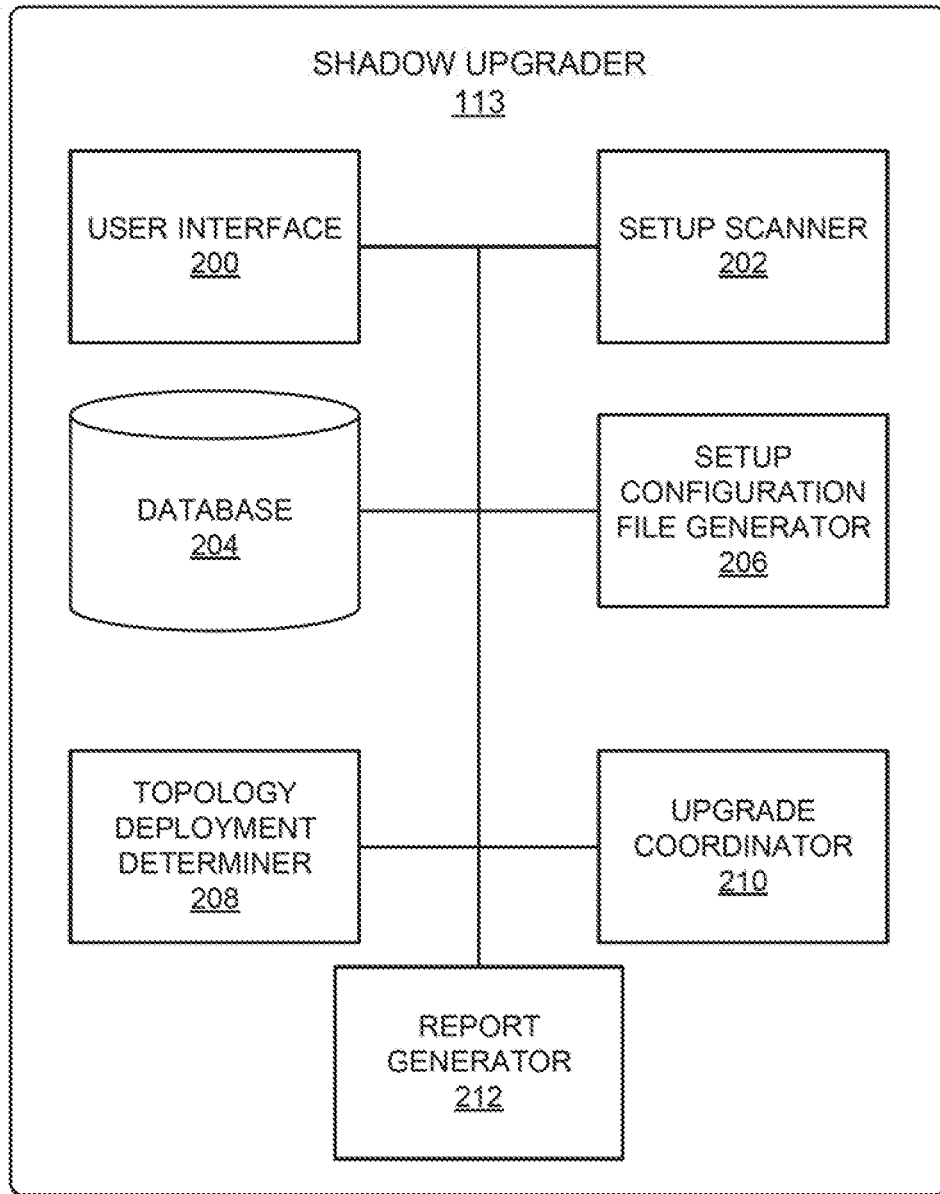 SHADOW UPGRADER
113
USER INTERFACE
200
SETUP SCANNER
202
DATABASE
204
SETUP
CONFIGURATION
FILE GENERATOR
206
TOPOLOGY
DEPLOYMENT
DETERMINER
208
UPGRADE
COORDINATOR
210
REPORT
GENERATOR
212